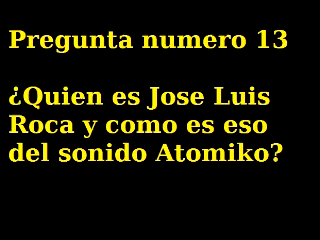 Pregunta numero 13
¿Quien es Jose Luis
Roca y como es eso
del sonido Atomiko?